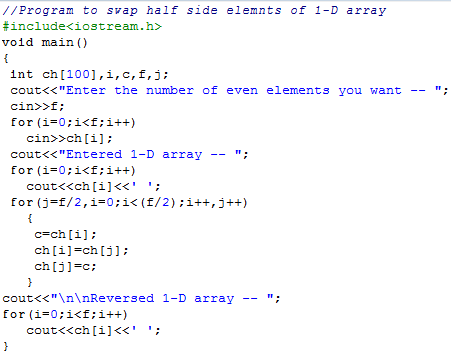 //Program to swap half side elemnts of 1-D array
#include<iostream.h>
void main()
{
int ch[100],i,c,f,j;
cout<<"Enter the number of even elements you want -- ";
cin>>f;
for(i=0;i<f;i++)
cin>>ch[i];
cout<<"Entered 1-D array -- ";
for(i=0;i<f;i++)
cout<<ch[i]<<' ';
for(j=f/2,i=0;i<(f/2);i++,j++)
{
c=ch[i];
ch[i]=ch[j];
ch[j]=c;
}
cout<<"\n\nReversed 1-D array -- ";
for(i=0;i<f;i++)
cout<<ch[i]<<' ';
}